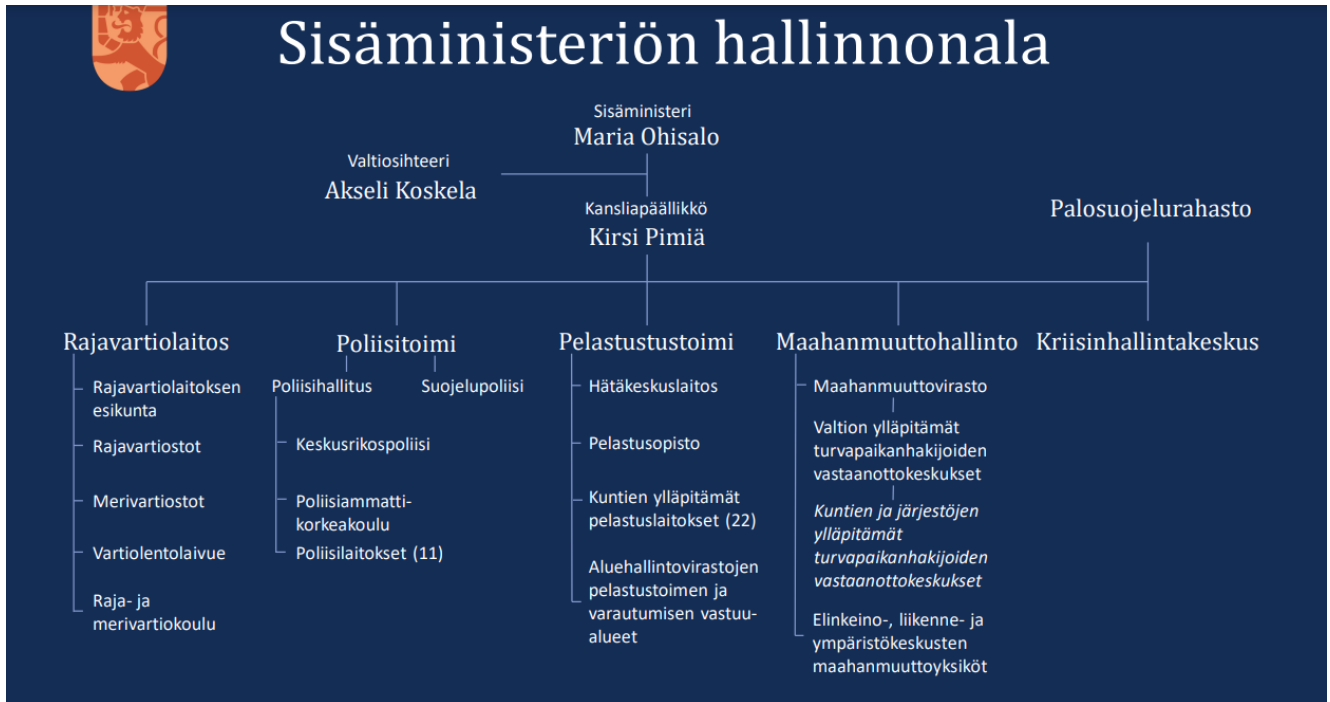 Sisäministeriön hallinnonala
Sisäministeri
Maria Ohisalo
Valtiosihteeri
Akseli Koskela
Kansliapäällikkö
Kirsi Pimiä
Palosuojelurahasto
Rajavartiolaitos
Rajavartiolaitoksen
esikunta
Rajavartiostot
Merivartiostot
Vartiolentolaivue
Raja- ja
merivartiokoulu
Poliisitoimi
Poliisihallitus
Suojelupoliisi
Keskusrikospoliisi
Poliisiammatti-
korkeakoulu
Poliisilaitokset (11)
Pelastustustoimi
Hätäkeskuslaitos
Pelastusopisto
Kuntien ylläpitämät
pelastuslaitokset (22)
Aluehallintovirastojen
pelastustoimen ja
varautumisen vastuu-
alueet
Maahanmuuttohallinto
Maahanmuuttovirasto
Valtion ylläpitämät
turvapaikanhakijoiden
vastaanottokeskukset
Kuntien ja järjestöjen
ylläpitämät
turvapaikanhakijoiden
vastaanottokeskukset
Elinkeino-, liikenne- ja
ympäristökeskusten
maahanmuuttoyksiköt
Kriisinhallintakeskus